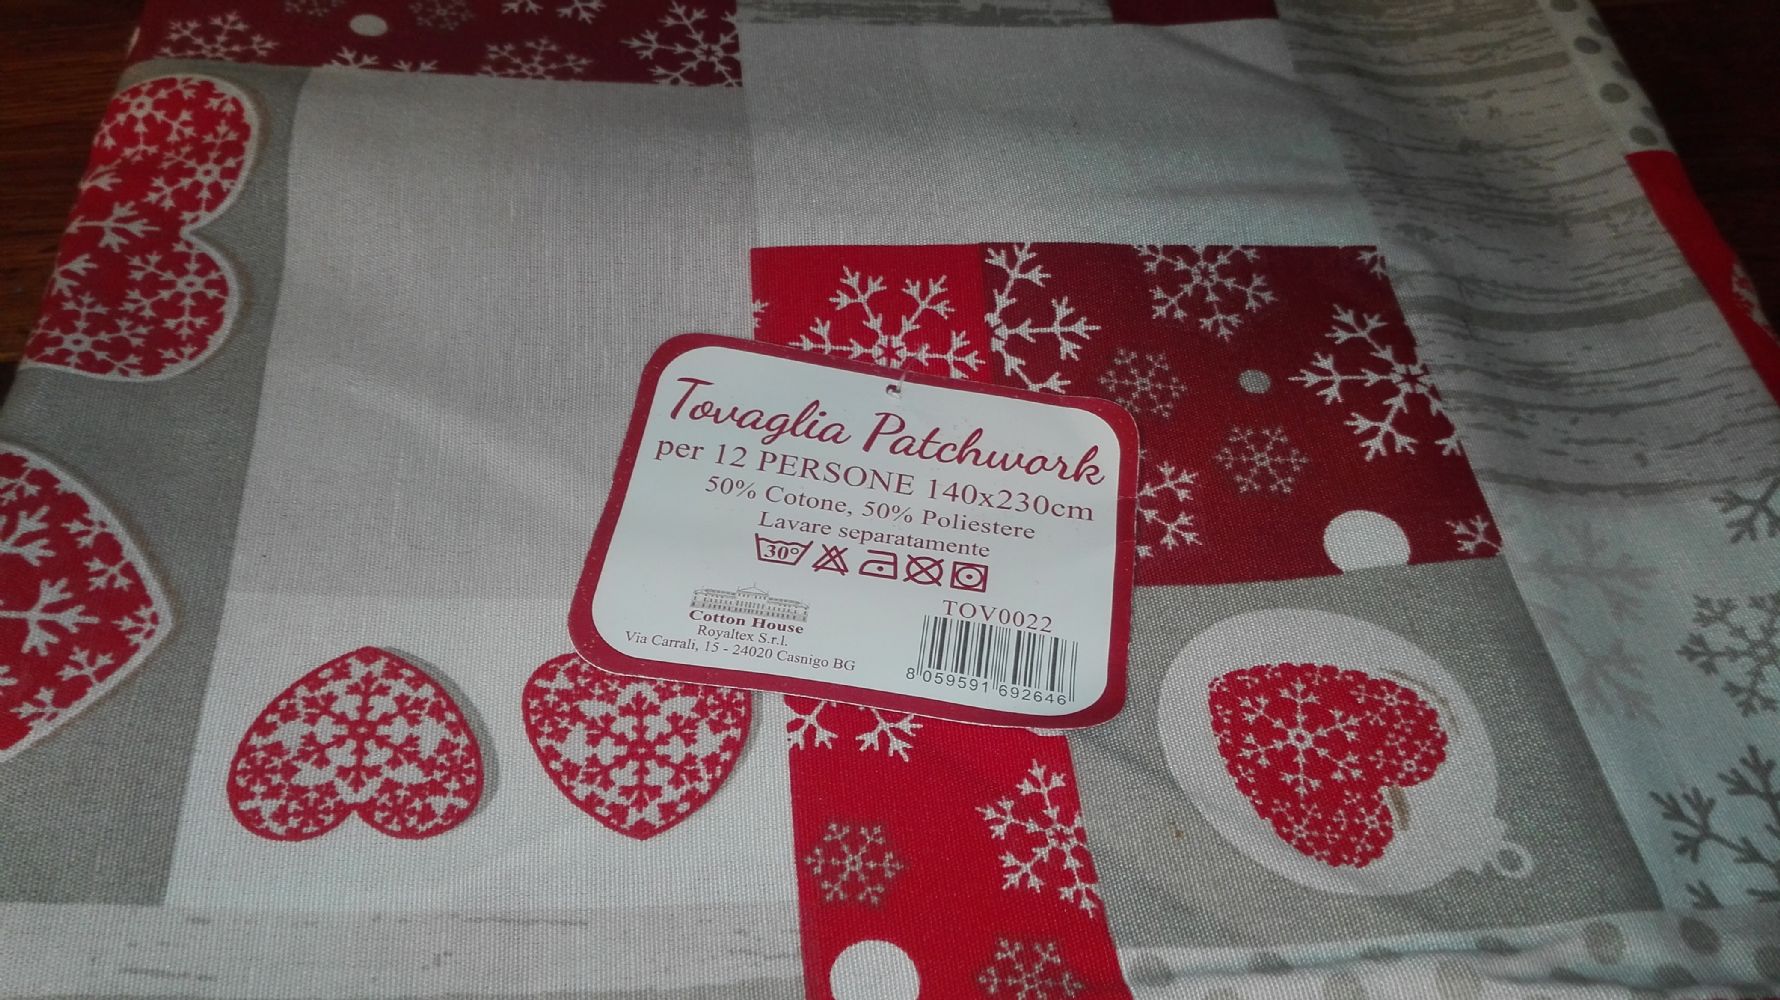 Tovaglia Patchwork
per 12 PERSONE 140x230cm
50% Cotone, 50% Poliestere
Lavare separatamente
30°
Cotton House
Royaltex S.r.l.
Via Carrali, 15 - 24020 Casnigo BG
TOV0022
8 059591 692646